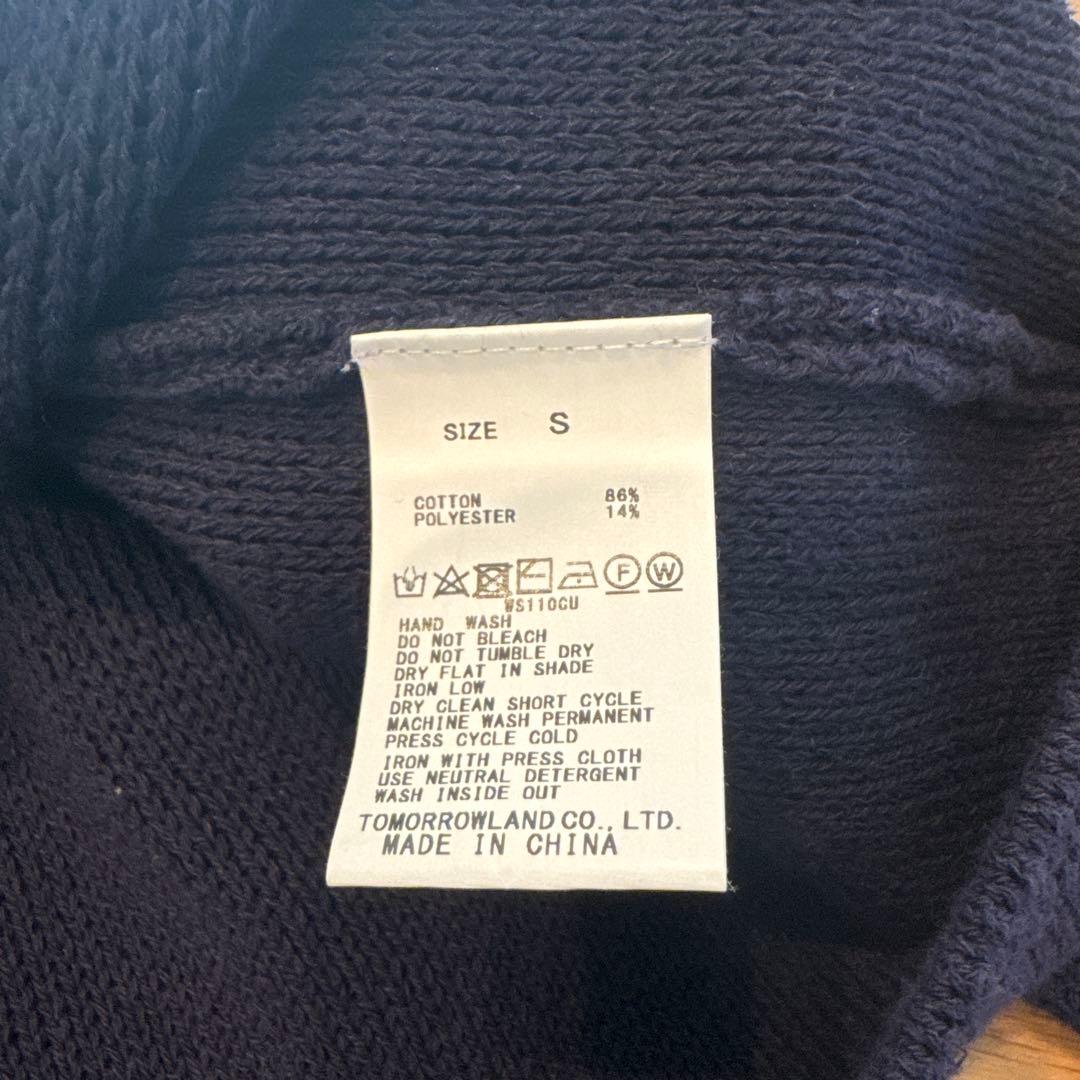 SIZE S
COTTON 86%
POLYESTER 14%
F W
WS110CU
HAND WASH
DO NOT BLEACH
DO NOT TUMBLE DRY
DRY FLAT IN SHADE
IRON LOW
DRY CLEAN SHORT CYCLE
MACHINE WASH PERMANENT
PRESS CYCLE COLD
IRON WITH PRESS CLOTH
USE NEUTRAL DETERGENT
WASH INSIDE OUT
TOMORROWLAND CO., LTD.
MADE IN CHINA